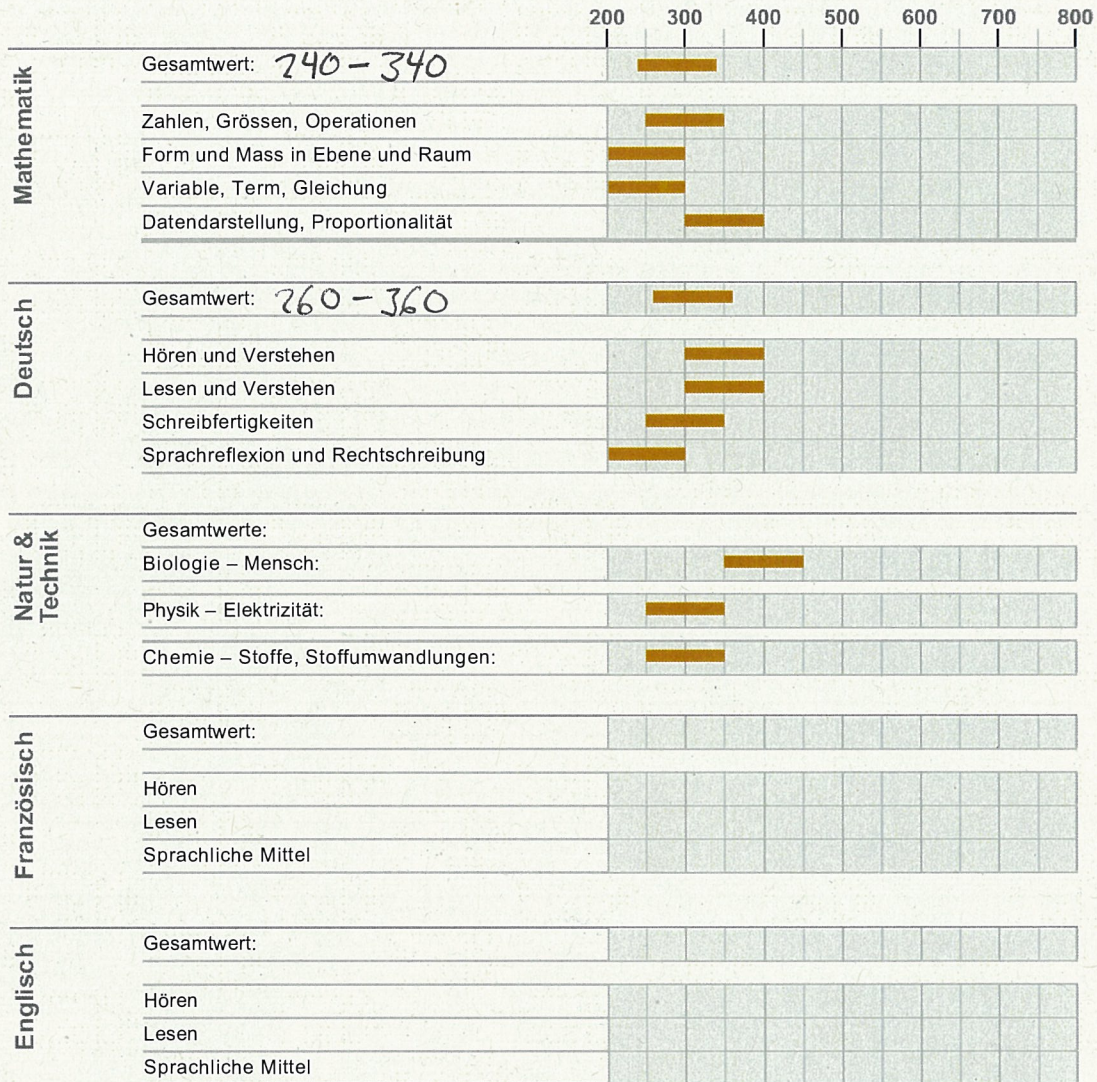 200 300 400 500 600 700 800
Mathematik
Gesamtwert: 240 – 340
Zahlen, Grössen, Operationen
Form und Mass in Ebene und Raum
Variable, Term, Gleichung
Datendarstellung, Proportionalität
Deutsch
Gesamtwert: 260 – 360
Hören und Verstehen
Lesen und Verstehen
Schreibfertigkeiten
Sprachreflexion und Rechtschreibung
Natur &
Technik
Gesamtwerte:
Biologie – Mensch:
Physik – Elektrizität:
Chemie – Stoffe, Stoffumwandlungen:
Französisch
Gesamtwert:
Hören
Lesen
Sprachliche Mittel
Englisch
Gesamtwert:
Hören
Lesen
Sprachliche Mittel